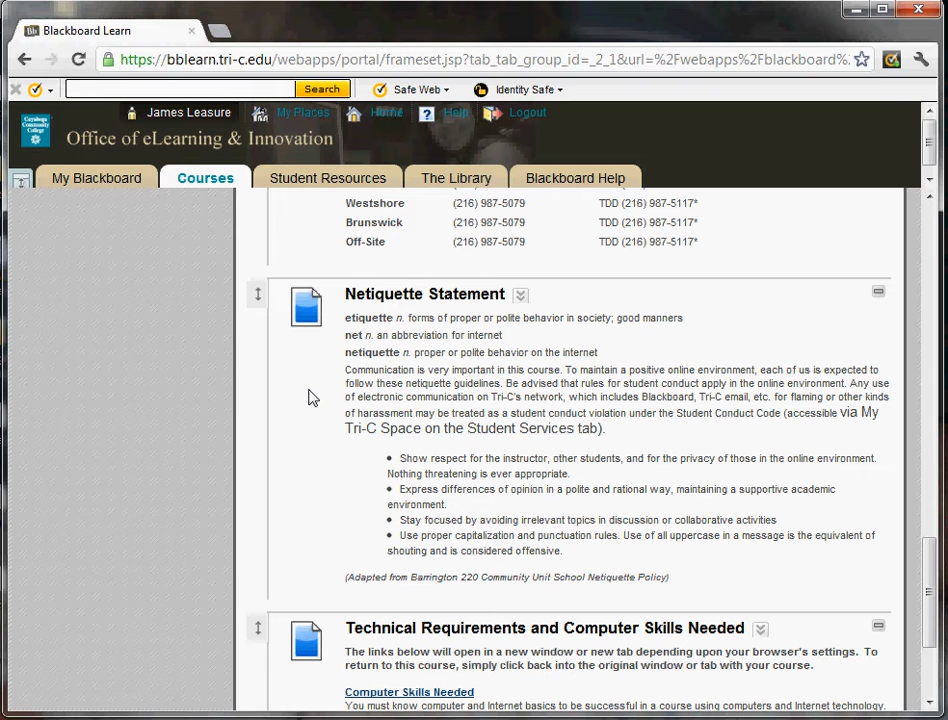 Blackboard Learn
https://bblearn.tri-c.edu/webapps/portal/frameset.jsp?tab_tab_group_id=_2_1&url=%2Fwebapps%2Fblackboard%2
Search
Safe Web
Identity Safe
James Leasure
My Places
Home
Help
Logout
Cuyahoga Community College
Office of eLearning & Innovation
My Blackboard
Courses
Student Resources
The Library
Blackboard Help
Westshore (216) 987-5079 TDD (216) 987-5117*
Brunswick (216) 987-5079 TDD (216) 987-5117*
Off-Site (216) 987-5079 TDD (216) 987-5117*
Netiquette Statement
etiquette n. forms of proper or polite behavior in society; good manners
net n. an abbreviation for internet
netiquette n. proper or polite behavior on the internet
Communication is very important in this course. To maintain a positive online environment, each of us is expected to
follow these netiquette guidelines. Be advised that rules for student conduct apply in the online environment. Any use
of electronic communication on Tri-C's network, which includes Blackboard, Tri-C email, etc. for flaming or other kinds
of harassment may be treated as a student conduct violation under the Student Conduct Code (accessible via My
Tri-C Space on the Student Services tab).
• Show respect for the instructor, other students, and for the privacy of those in the online environment.
Nothing threatening is ever appropriate.
• Express differences of opinion in a polite and rational way, maintaining a supportive academic
environment.
• Stay focused by avoiding irrelevant topics in discussion or collaborative activities
• Use proper capitalization and punctuation rules. Use of all uppercase in a message is the equivalent of
shouting and is considered offensive.
(Adapted from Barrington 220 Community Unit School Netiquette Policy)
Technical Requirements and Computer Skills Needed
The links below will open in a new window or new tab depending upon your browser's settings. To
return to this course, simply click back into the original window or tab with your course.
Computer Skills Needed
You must know computer and Internet basics to be successful in a course using computers and Internet technology.